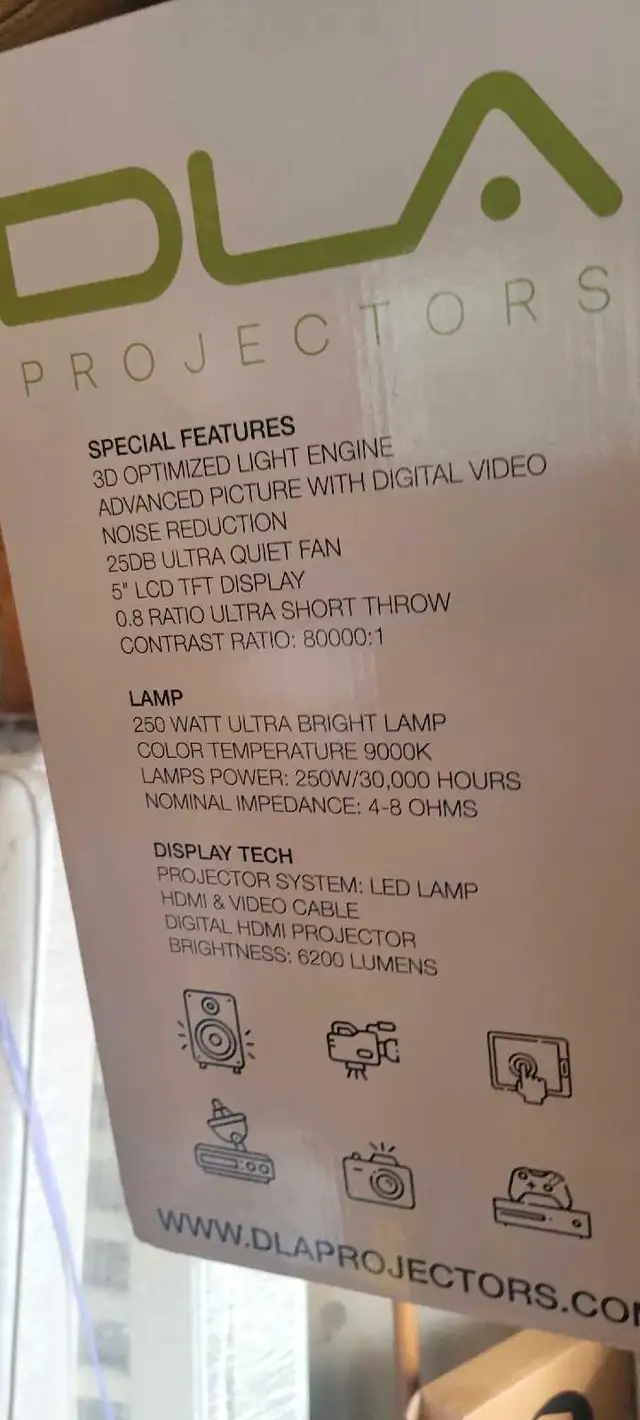 DLA
PROJECTORS
SPECIAL FEATURES
3D OPTIMIZED LIGHT ENGINE
ADVANCED PICTURE WITH DIGITAL VIDEO
NOISE REDUCTION
25DB ULTRA QUIET FAN
5" LCD TFT DISPLAY
0.8 RATIO ULTRA SHORT THROW
CONTRAST RATIO: 80000:1
LAMP
250 WATT ULTRA BRIGHT LAMP
COLOR TEMPERATURE 9000K
LAMPS POWER: 250W/30,000 HOURS
NOMINAL IMPEDANCE: 4-8 OHMS
DISPLAY TECH
PROJECTOR SYSTEM: LED LAMP
HDMI & VIDEO CABLE
DIGITAL HDMI PROJECTOR
BRIGHTNESS: 6200 LUMENS
WWW.DLAPROJECTORS.COM